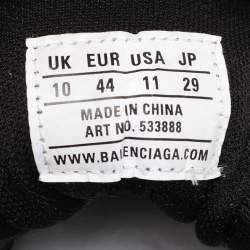 UK EUR USA JP
10 44 11 29
MADE IN CHINA
ART NO. 533888
WWW.BALENCIAGA.COM